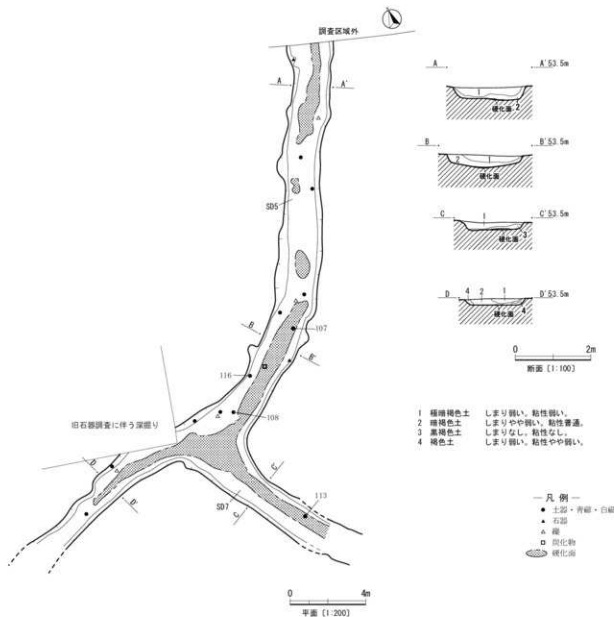 調査区域外
A
A'
SD5
107
B
B'
116
108
旧石器調査に伴う深掘り
D
D'
C'
C
SD7
113
0 4m
平面 [1:200]
A A'53.5m
1
硬化面 2
B B'53.5m
2 1
硬化面
C C'53.5m
1
硬化面 3
D D'53.5m
4 2 1
硬化面 4
0 2m
断面 [1:100]
1 極暗褐色土 しまり弱い、粘性弱い。
2 暗褐色土 しまりやや弱い、粘性普通。
3 黒褐色土 しまりなし、粘性なし。
4 褐色土 しまり弱い、粘性やや弱い。
― 凡 例 ―
土器・青磁・白磁
石器
礫
炭化物
硬化面